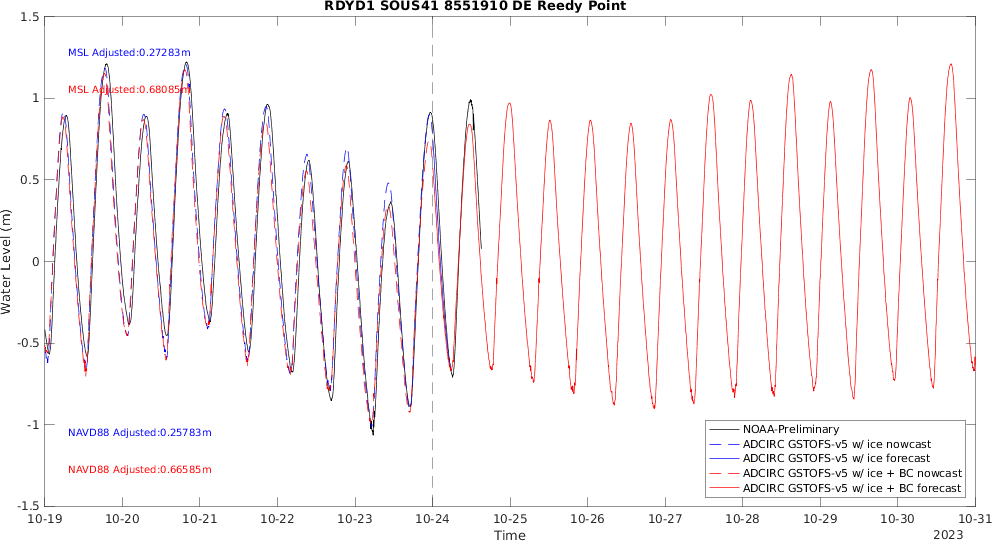 RDYD1 SOUS41 8551910 DE Reedy Point
1.5
1
0.5
0
-0.5
-1
-1.5
Water Level (m)
MSL Adjusted:0.27283m
MSL Adjusted:0.68085m
NAVD88 Adjusted:0.25783m
NAVD88 Adjusted:0.66585m
NOAA-Preliminary
ADCIRC GSTOFS-v5 w/ ice nowcast
ADCIRC GSTOFS-v5 w/ ice forecast
ADCIRC GSTOFS-v5 w/ ice + BC nowcast
ADCIRC GSTOFS-v5 w/ ice + BC forecast
10-19 10-20 10-21 10-22 10-23 10-24 10-25 10-26 10-27 10-28 10-29 10-30 10-31
Time
2023